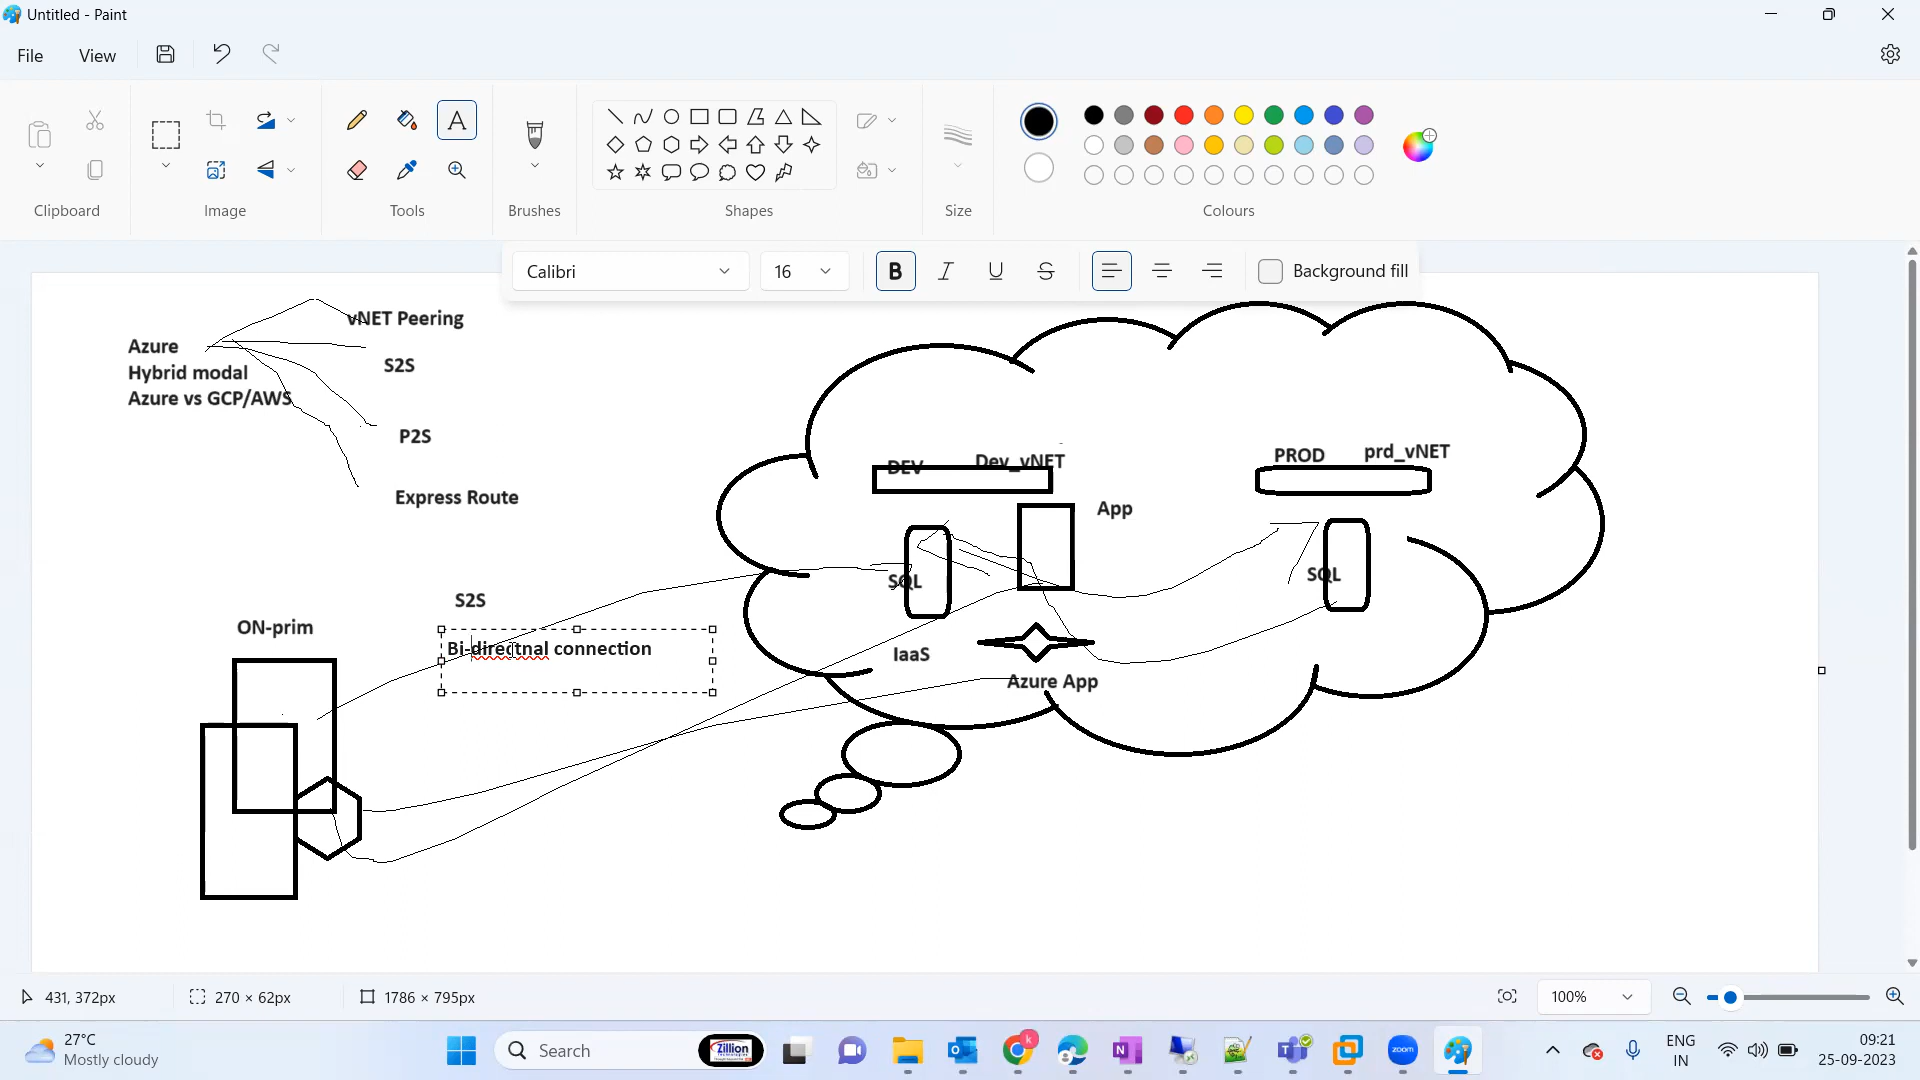 Untitled - Paint
File
View
Clipboard
Image
Tools
Brushes
Shapes
Size
Colours
Calibri
16
B
I
U
S
Background fill
vNET Peering
Azure
Hybrid modal
Azure vs GCP/AWS
S2S
P2S
Express Route
DEV
Dev_vNET
PROD
prd_vNET
App
SQL
SQL
S2S
ON-prim
Bi-directnal connection
IaaS
Azure App
431, 372px
270 × 62px
1786 × 795px
100%
27°C
Mostly cloudy
Search
Zillion
zoom
ENG
IN
09:21
25-09-2023